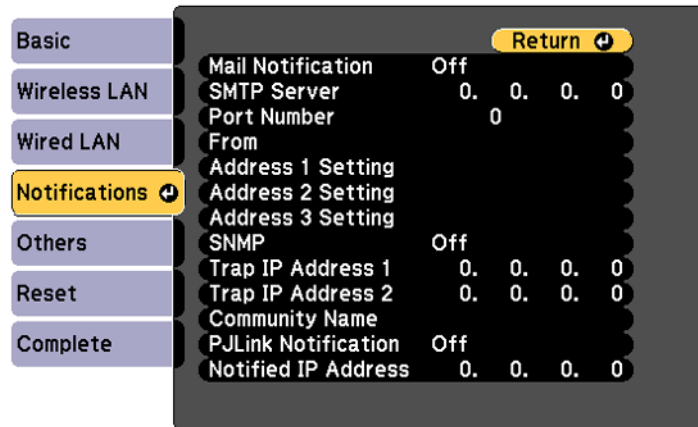 Basic
Wireless LAN
Wired LAN
Notifications
Others
Reset
Complete
Return
Mail Notification Off
SMTP Server 0. 0. 0. 0
Port Number 0
From
Address 1 Setting
Address 2 Setting
Address 3 Setting
SNMP Off
Trap IP Address 1 0. 0. 0. 0
Trap IP Address 2 0. 0. 0. 0
Community Name
PJLink Notification Off
Notified IP Address 0. 0. 0. 0